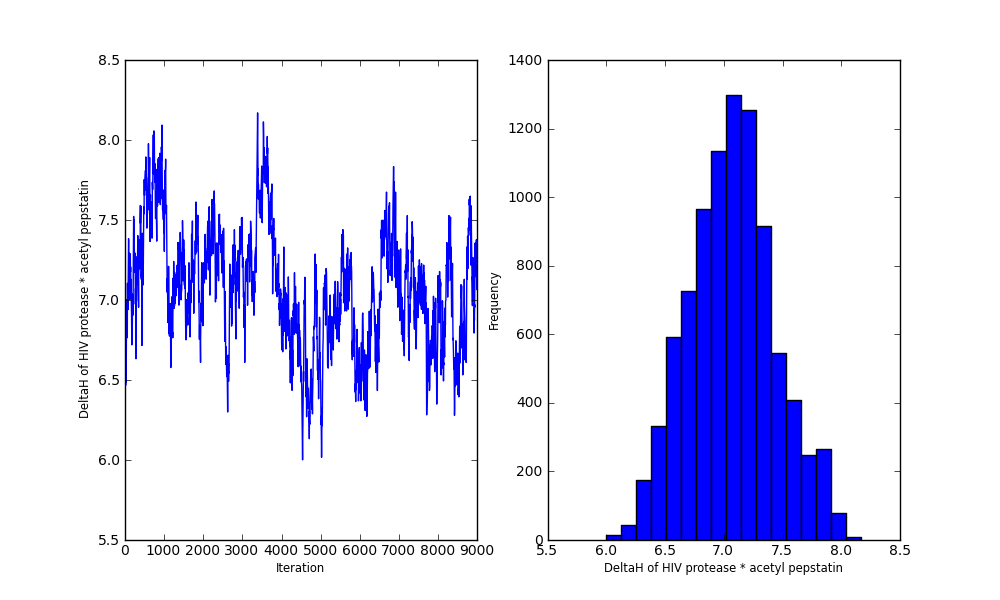 8.5
8.0
7.5
7.0
6.5
6.0
5.5
DeltaH of HIV protease * acetyl pepstatin
0 1000 2000 3000 4000 5000 6000 7000 8000 9000
Iteration
1400
1200
1000
800
600
400
200
0
Frequency
5.5 6.0 6.5 7.0 7.5 8.0 8.5
DeltaH of HIV protease * acetyl pepstatin